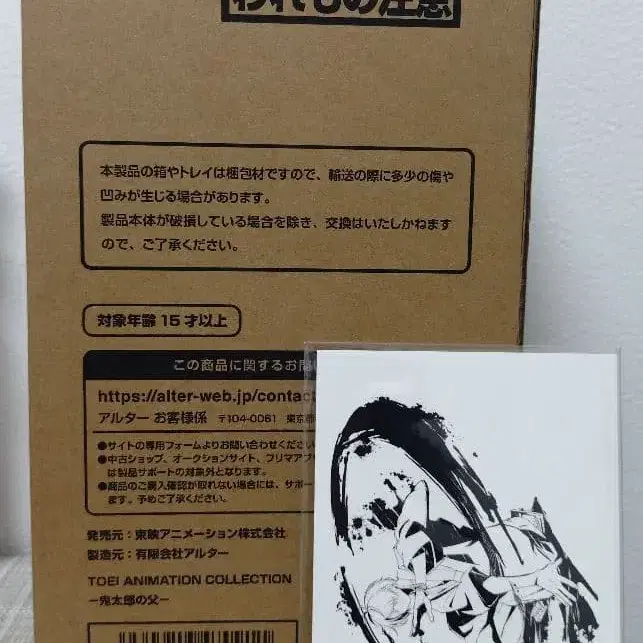 われもの注意
本製品の箱やトレイは梱包材ですので、輸送の際に多少の傷や
凹みが生じる場合があります。
製品本体が破損している場合を除き、交換はいたしかねます
ので、ご了承ください。
対象年齢 15 才以上
この商品に関するお問
https://alter-web.jp/contact
アルター お客様係 〒104-0061 東京都
●サイトの専用フォームよりお問い合わせください
●中古ショップ、オークションサイト、フリマアプ
は製品サポートの対象外となります。
●商品のご購入確認が取れない場合には、サポー
ます。予めご了承ください。
発売元：東映アニメーション株式会社
製造元：有限会社アルター
TOEI ANIMATION COLLECTION
ー鬼太郎の父ー